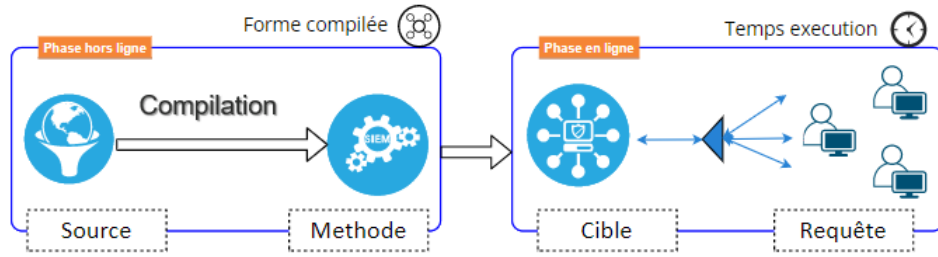 Forme compilée
Temps execution
Phase hors ligne
Phase en ligne
Compilation
SIEM
Source
Methode
Cible
Requête